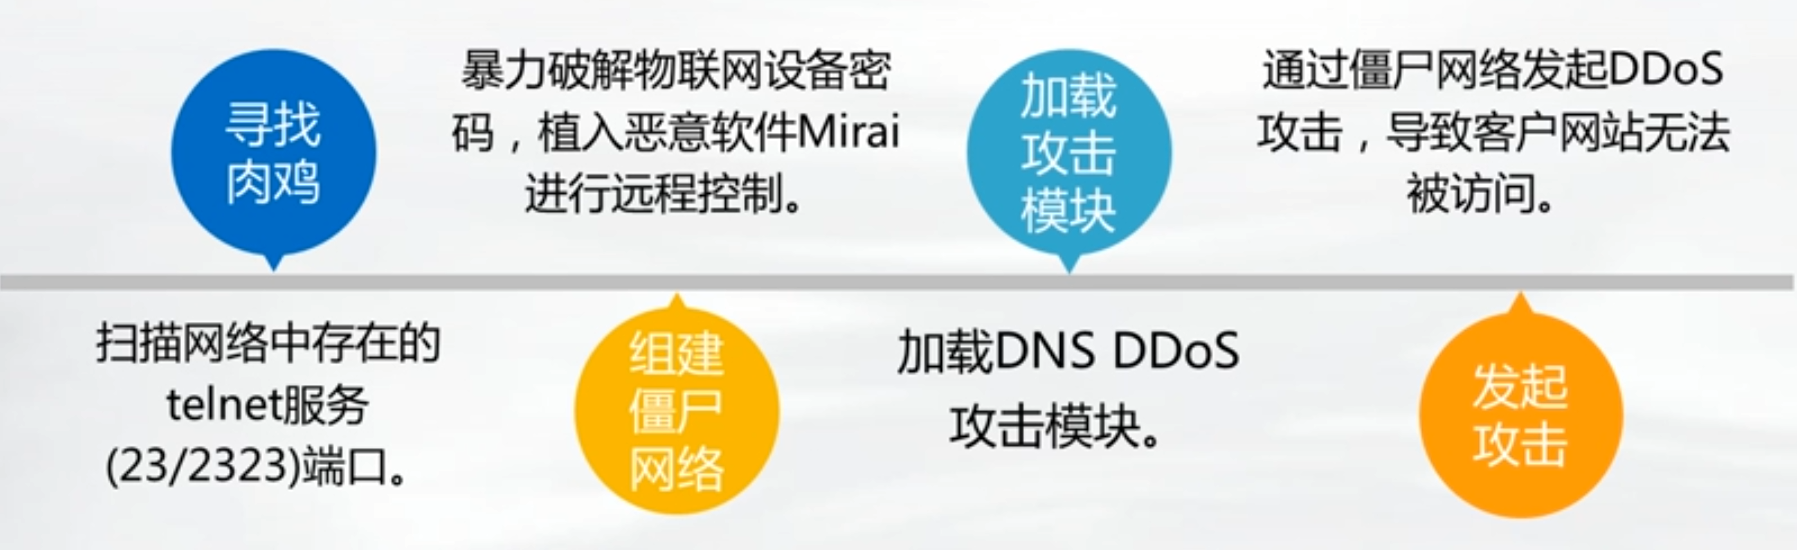 寻找
肉鸡
扫描网络中存在的
telnet服务
(23/2323)端口。
暴力破解物联网设备密
码，植入恶意软件Mirai
进行远程控制。
组建
僵尸
网络
加载
攻击
模块
加载DNS DDoS
攻击模块。
通过僵尸网络发起DDoS
攻击，导致客户网站无法
被访问。
发起
攻击